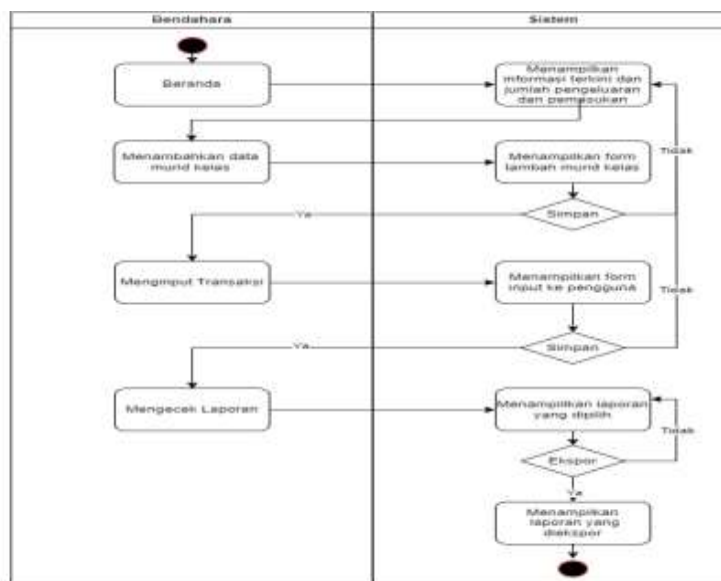 Bendahara
Sistem
Beranda
Menampilkan
informasi terkini dan
jumlah pengeluaran
dan pemasukan
Menambahkan data
murid kelas
Menampilkan form
tambah murid kelas
Tidak
Simpan
Ya
Menginput Transaksi
Menampilkan form
input ke pengguna
Tidak
Simpan
Ya
Mengecek Laporan
Menampilkan laporan
yang dipilih
Tidak
Ekspor
Ya
Menampilkan
laporan yang
diekspor